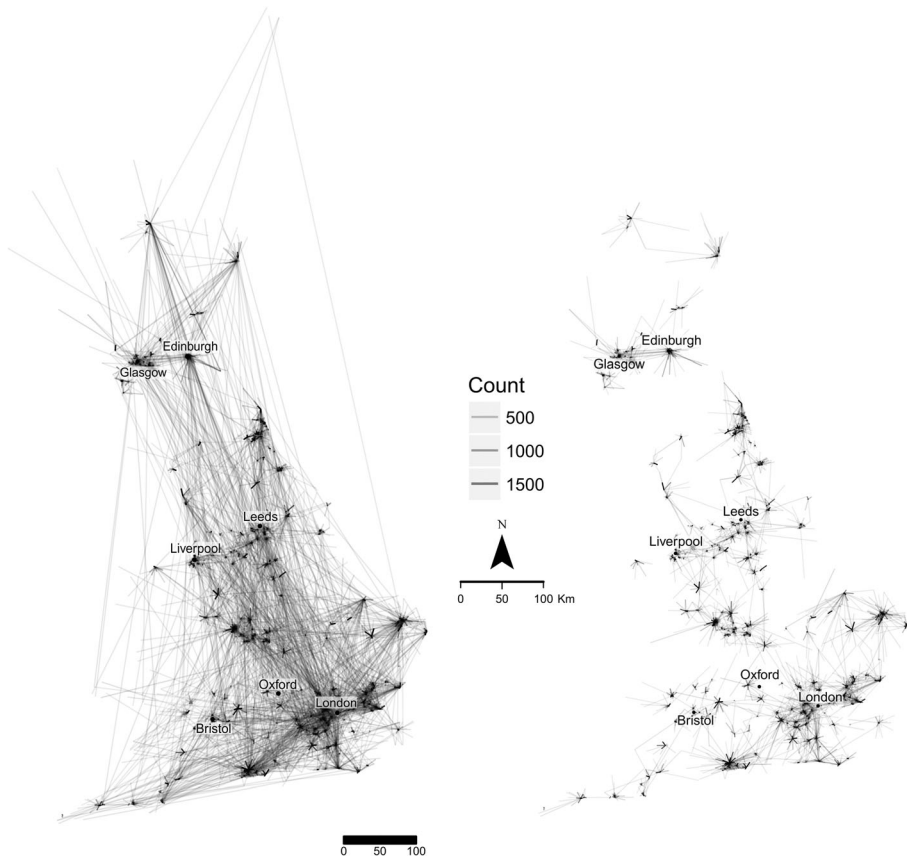 Edinburgh
Glasgow
Leeds
Liverpool
Oxford
London
Bristol
0 50 100
Count
500
1000
1500
N
0 50 100 Km
Edinburgh
Glasgow
Leeds
Liverpool
Oxford
London
Bristol